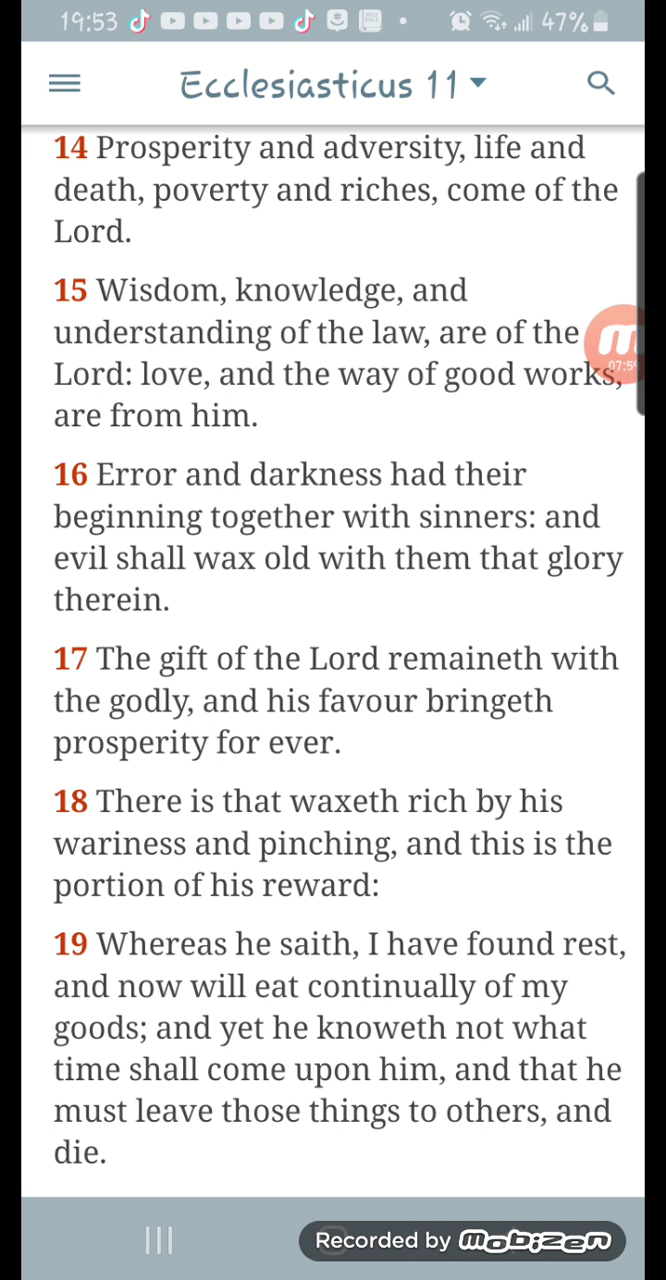 19:53 47%
Ecclesiasticus 11
14 Prosperity and adversity, life and
death, poverty and riches, come of the
Lord.
15 Wisdom, knowledge, and
understanding of the law, are of the
Lord: love, and the way of good works,
are from him.
16 Error and darkness had their
beginning together with sinners: and
evil shall wax old with them that glory
therein.
17 The gift of the Lord remaineth with
the godly, and his favour bringeth
prosperity for ever.
18 There is that waxeth rich by his
wariness and pinching, and this is the
portion of his reward:
19 Whereas he saith, I have found rest,
and now will eat continually of my
goods; and yet he knoweth not what
time shall come upon him, and that he
must leave those things to others, and
die.
Recorded by mobizen